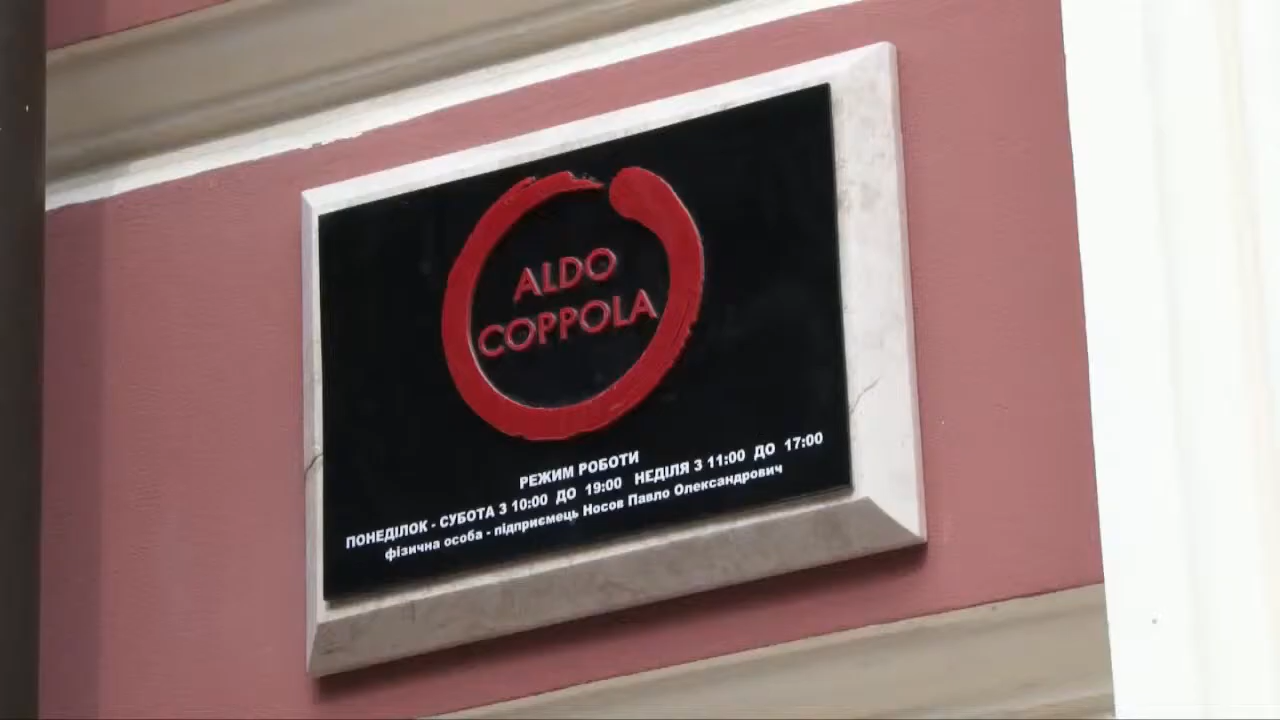 ALDO
COPPOLA
РЕЖИМ РОБОТИ
ПОНЕДІЛОК - СУБОТА З 10:00 ДО 19:00 НЕДІЛЯ З 11:00 ДО 17:00
фізична особа - підприємець Носов Павло Олександрович